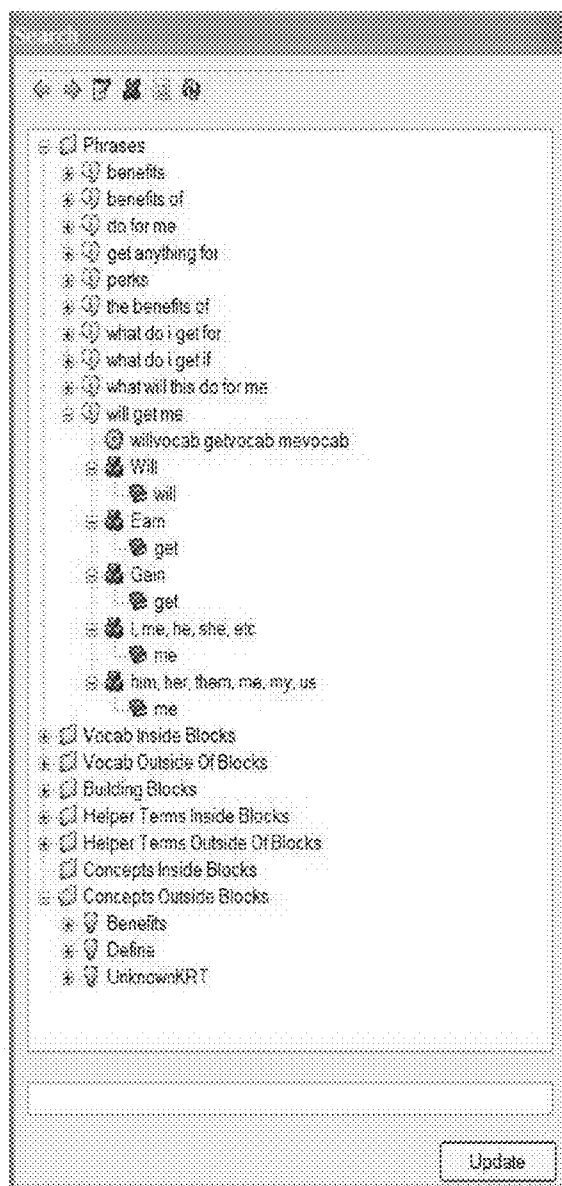 Phrases
benefits
benefits of
do for me
get anything for
perks
the benefits of
what do i get for
what do i get if
what will this do for me
will get me
willvocab getvocab mevocab
Will
will
Earn
get
Gain
get
I, me, he, she, etc
me
him, her, them, me, my, us
me
Vocab Inside Blocks
Vocab Outside Of Blocks
Building Blocks
Helper Terms Inside Blocks
Helper Terms Outside Of Blocks
Concepts Inside Blocks
Concepts Outside Blocks
Benefits
Define
UnknownKRT
Update